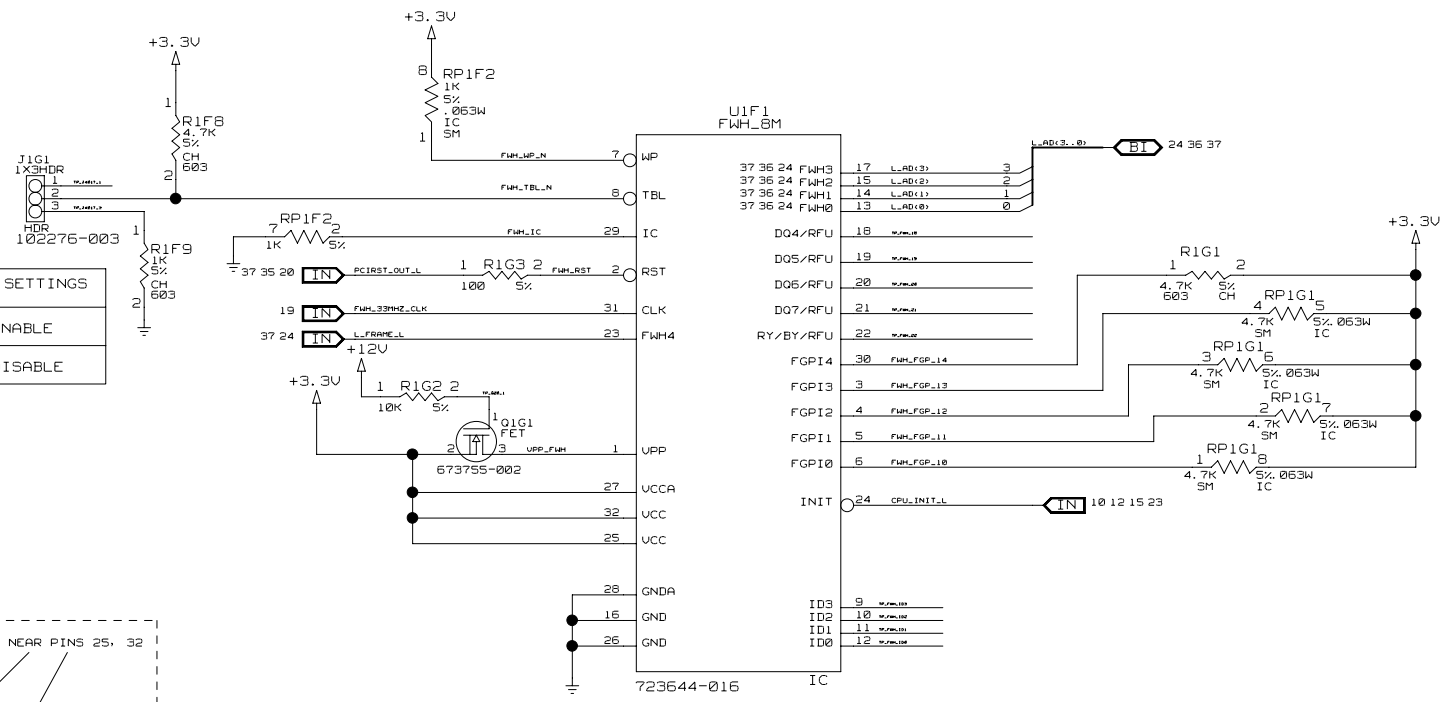 +3.3V
RP1F2
8
1K
5%
.063W
IC
SM
1
+3.3V
1
R1F8
4.7K
5%
CH
603
2
J1G1
1X3HDR
1
2
3
HDR
102276-003
1
R1F9
1K
5%
CH
603
2
SETTINGS
NABLE
ISABLE
NEAR PINS 25, 32
U1F1
FWH_8M
FWH_WP_N 7 WP
FWH_TBL_N 8 TBL
RP1F2
7 2
1K 5%
FWH_IC 29 IC
37 35 20 IN PCIRST_OUT_L 1 R1G3 2 FWH_RST 2 RST
100 5%
19 IN FWH_33MHZ_CLK 31 CLK
37 24 IN L_FRAME_L 23 FWH4
+12V
+3.3V
1 R1G2 2
10K 5%
1
Q1G1
FET
2 3 VPP_FWH 1 VPP
673755-002
27 VCCA
32 VCC
25 VCC
28 GNDA
16 GND
26 GND
723644-016
IC
L_AD(3..0) BI 24 36 37
37 36 24 FWH3 17 L_AD(3) 3
37 36 24 FWH2 15 L_AD(2) 2
37 36 24 FWH1 14 L_AD(1) 1
37 36 24 FWH0 13 L_AD(0) 0
DQ4/RFU 18
DQ5/RFU 19
DQ6/RFU 20
DQ7/RFU 21
RY/BY/RFU 22
FGPI4 30 FWH_FGP_14
FGPI3 3 FWH_FGP_13
FGPI2 4 FWH_FGP_12
FGPI1 5 FWH_FGP_11
FGPI0 6 FWH_FGP_10
INIT 24 CPU_INIT_L IN 10 12 15 23
ID3 9
ID2 10
ID1 11
ID0 12
+3.3V
R1G1
1 2
4.7K 5%
603 CH
RP1G1
4 5
4.7K 5% .063W
SM IC
RP1G1
3 6
4.7K 5% .063W
SM IC
RP1G1
2 7
4.7K 5% .063W
SM IC
RP1G1
1 8
4.7K 5% .063W
SM IC